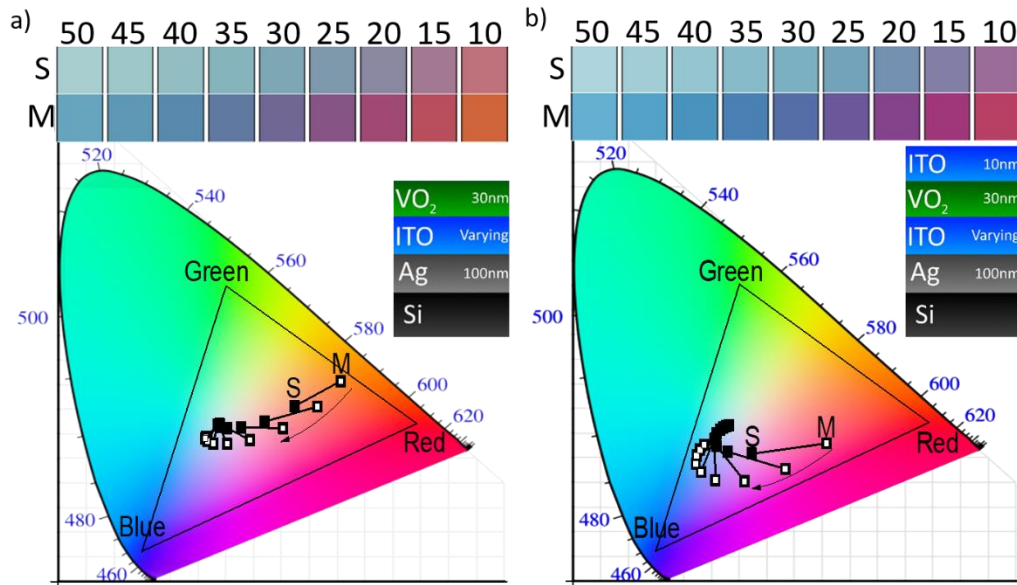 a)
50 45 40 35 30 25 20 15 10
S
M
520
540
560
580
600
620
500
480
460
Green
Red
Blue
S
M
VO2 30nm
ITO Varying
Ag 100nm
Si
b)
50 45 40 35 30 25 20 15 10
S
M
520
540
560
580
600
620
500
480
460
Green
Red
Blue
S
M
ITO 10nm
VO2 30nm
ITO Varying
Ag 100nm
Si